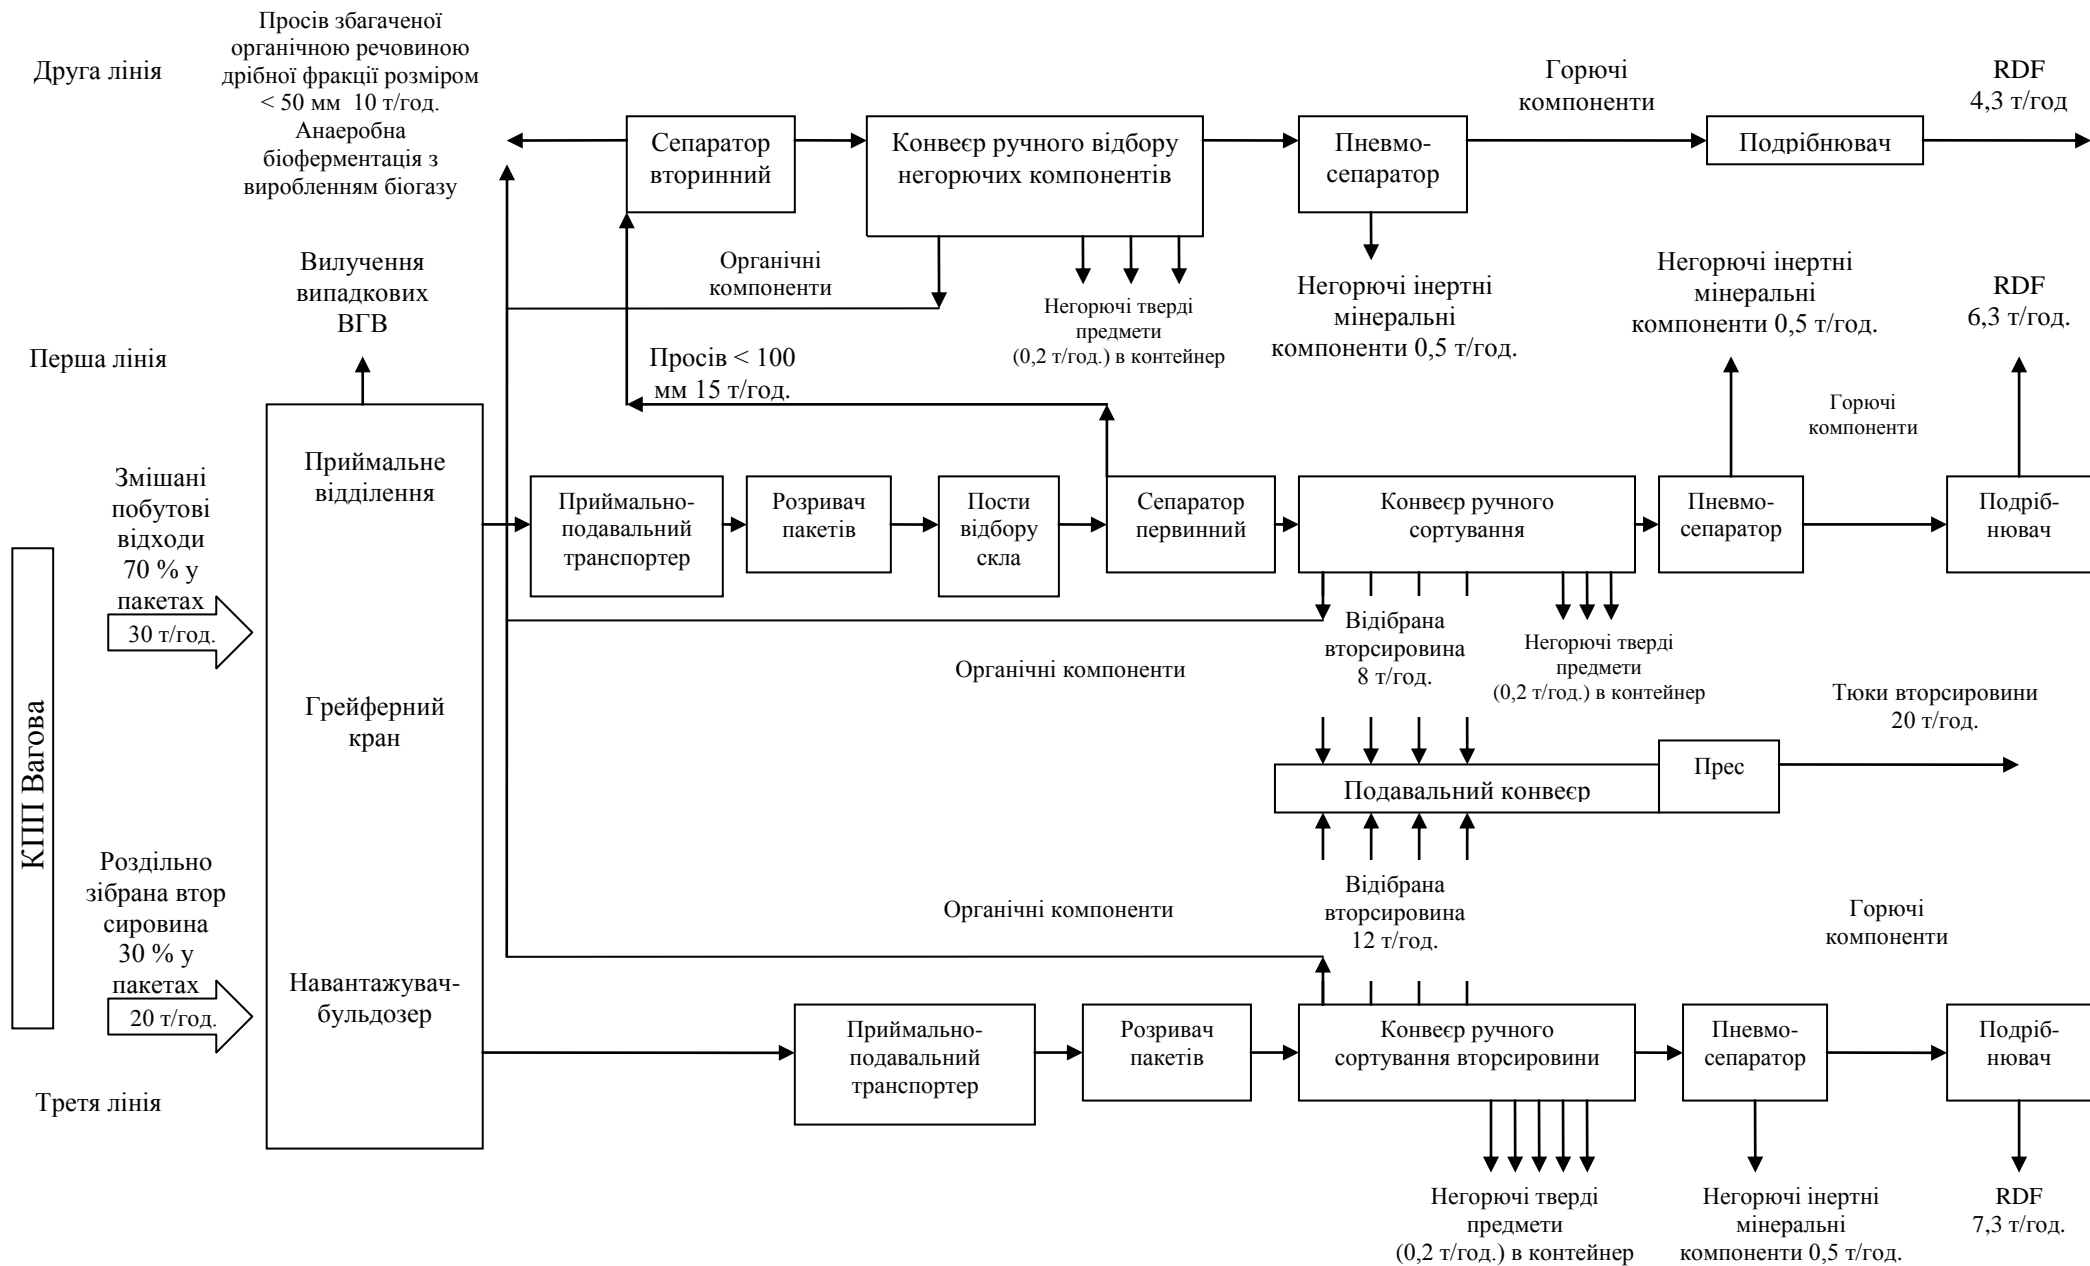 Друга лінія
Просів збагаченої
органічною речовиною
дрібної фракції розміром
< 50 мм  10 т/год.
Анаеробна
біоферментація з
виробленням біогазу
Сепаратор
вторинний
Конвеєр ручного відбору
негорючих компонентів
Пневмо-
сепаратор
Горючі
компоненти
Подрібнювач
RDF
4,3 т/год
Вилучення
випадкових
ВГВ
Органічні
компоненти
Негорючі тверді
предмети
(0,2 т/год.) в контейнер
Негорючі інертні
мінеральні
компоненти 0,5 т/год.
Негорючі інертні
мінеральні
компоненти 0,5 т/год.
RDF
6,3 т/год.
Перша лінія
Просів < 100
мм 15 т/год.
Горючі
компоненти
КПП Вагова
Змішані
побутові
відходи
70 % у
пакетах
30 т/год.
Приймальне
відділення
Грейферний
кран
Навантажувач-
бульдозер
Приймально-
подавальний
транспортер
Розривач
пакетів
Пости
відбору
скла
Сепаратор
первинний
Конвеєр ручного
сортування
Пневмо-
сепаратор
Подріб-
нювач
Органічні компоненти
Відібрана
вторсировина
8 т/год.
Негорючі тверді
предмети
(0,2 т/год.) в контейнер
Тюки вторсировини
20 т/год.
Подавальний конвеєр
Прес
Роздільно
зібрана втор
сировина
30 % у
пакетах
20 т/год.
Органічні компоненти
Відібрана
вторсировина
12 т/год.
Горючі
компоненти
Приймально-
подавальний
транспортер
Розривач
пакетів
Конвеєр ручного
сортування вторсировини
Пневмо-
сепаратор
Подріб-
нювач
Третя лінія
Негорючі тверді
предмети
(0,2 т/год.) в контейнер
Негорючі інертні
мінеральні
компоненти 0,5 т/год.
RDF
7,3 т/год.